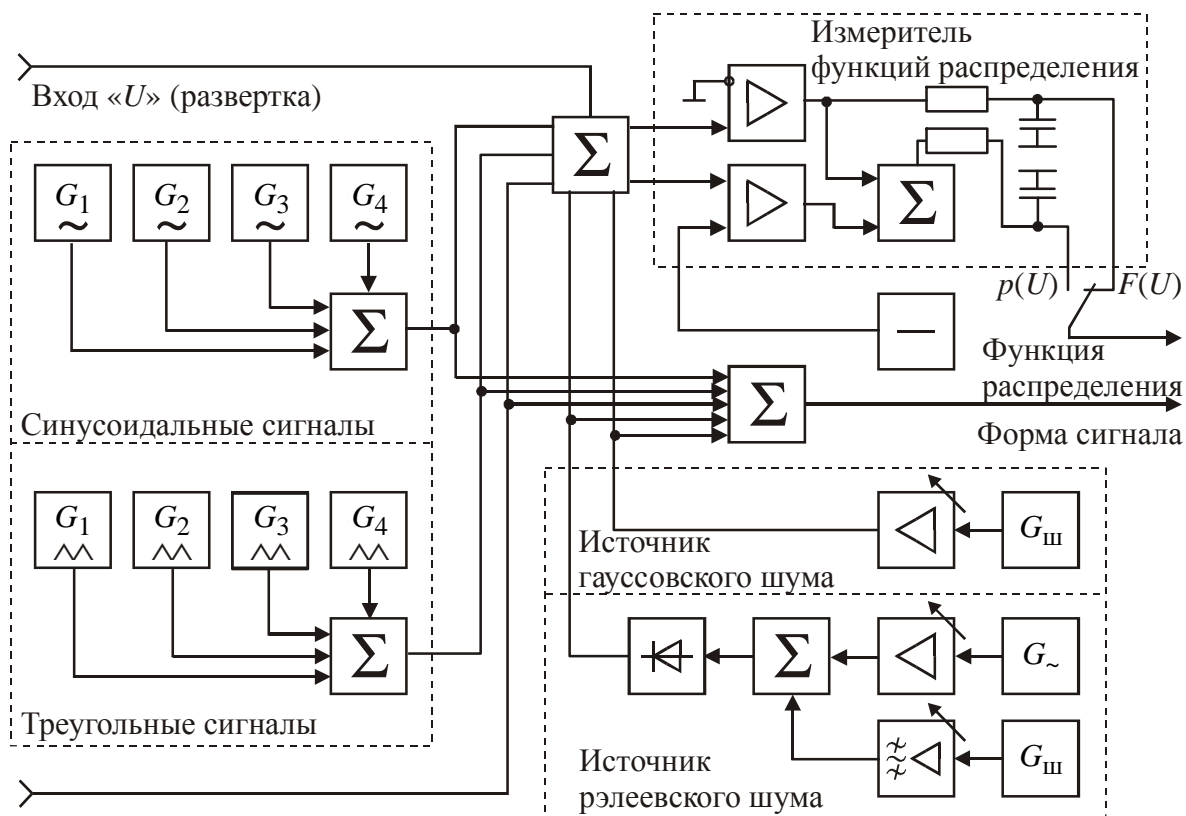 Измеритель
функций распределения
Вход «U» (развертка)
Σ
G1 ~
G2 ~
G3 ~
G4 ~
Σ
Σ
p(U)
F(U)
Функция
распределения
Σ
Форма сигнала
Синусоидальные сигналы
G1
G2
G3
G4
Σ
Треугольные сигналы
Gш
Источник
гауссовского шума
Σ
G~
Gш
Источник
рэлеевского шума